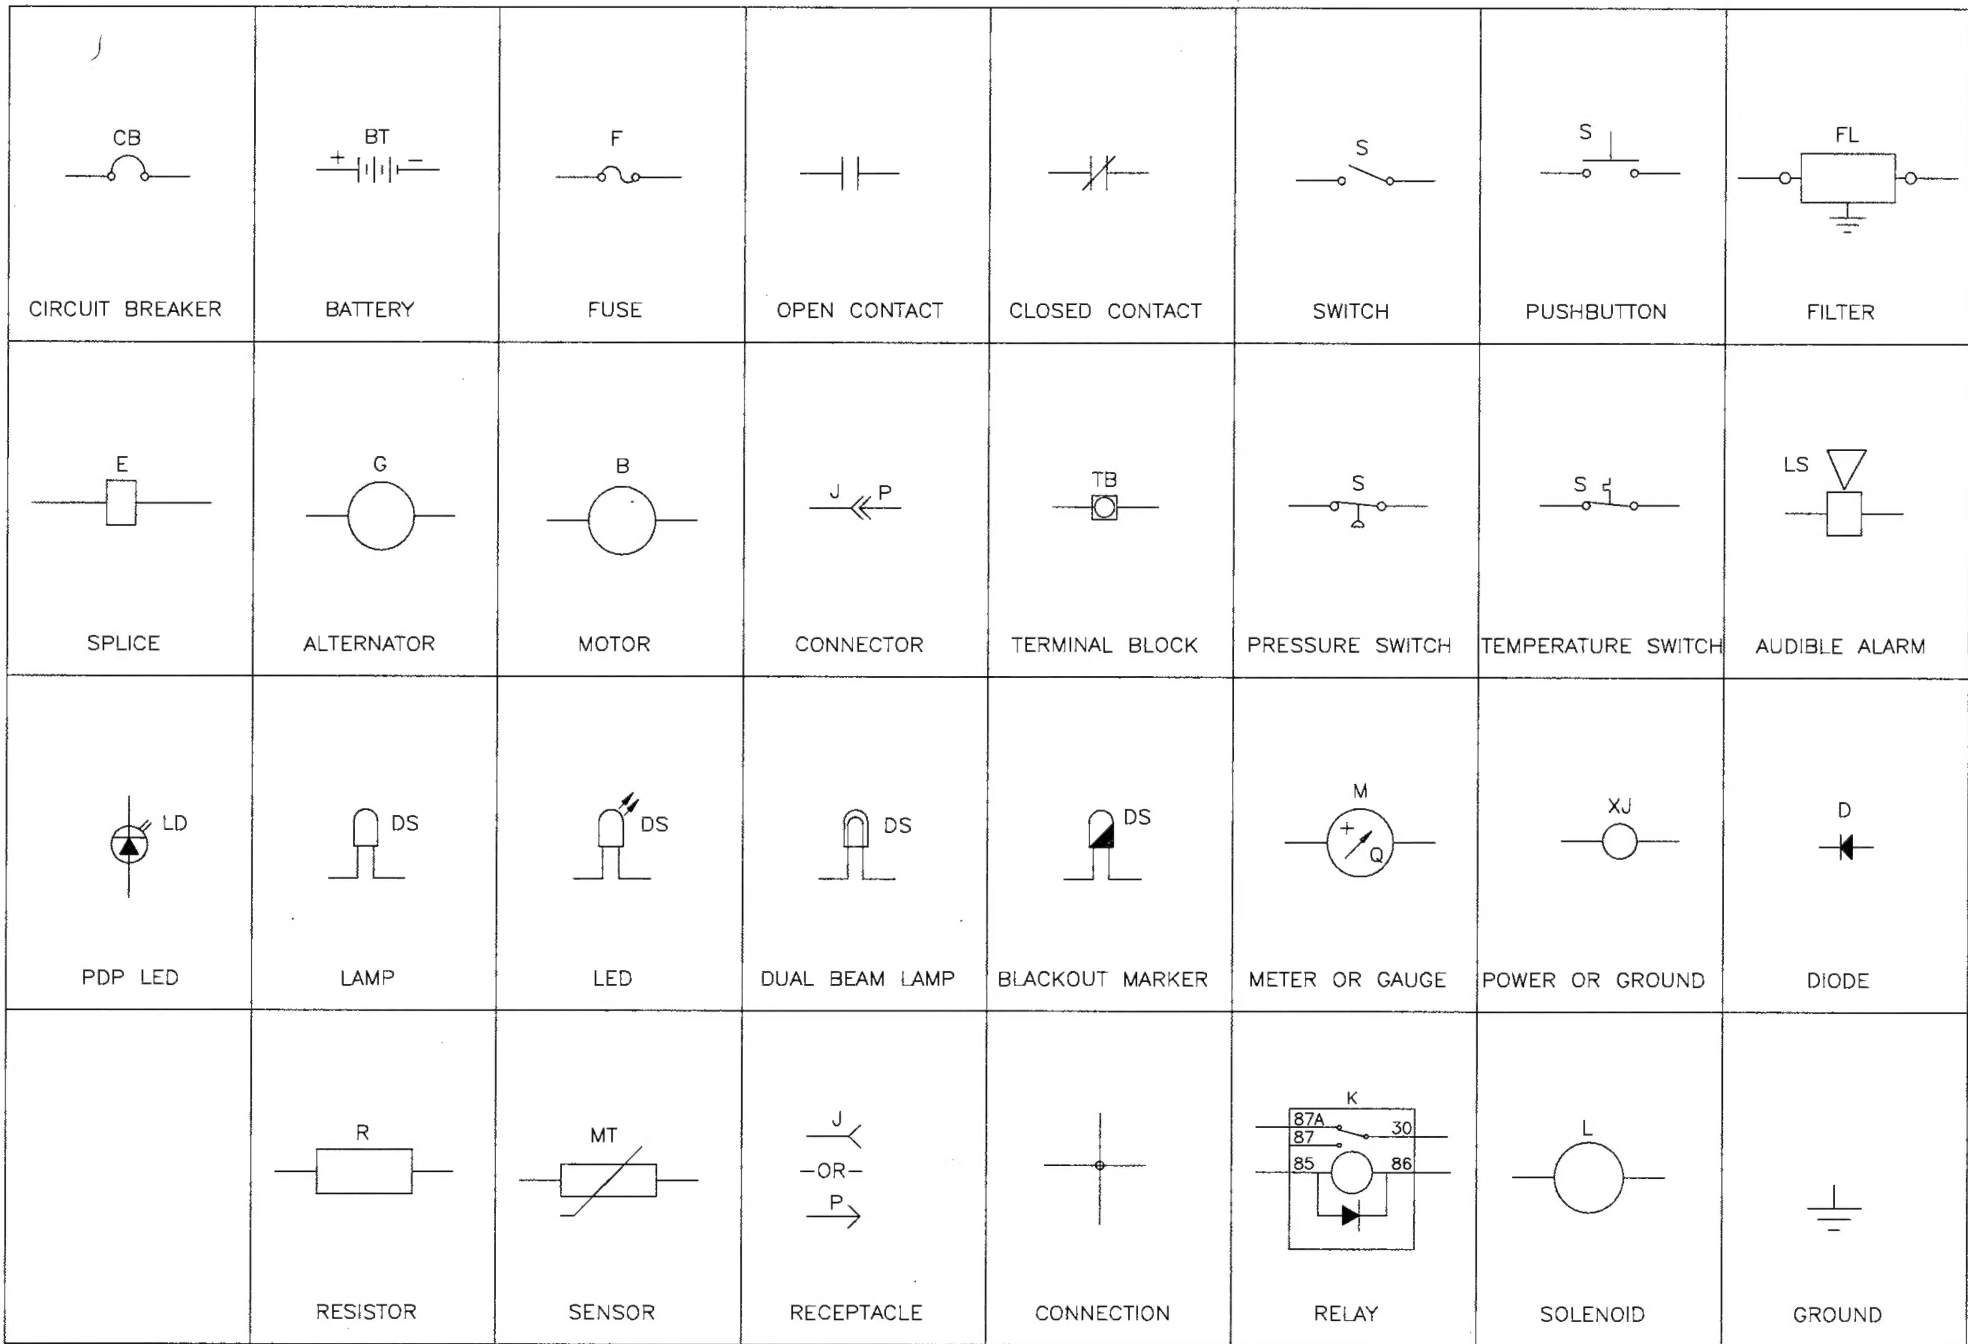 CB
BT
+ −
F
S
S
FL
CIRCUIT BREAKER
BATTERY
FUSE
OPEN CONTACT
CLOSED CONTACT
SWITCH
PUSHBUTTON
FILTER
E
G
B
J P
TB
S
S
LS
SPLICE
ALTERNATOR
MOTOR
CONNECTOR
TERMINAL BLOCK
PRESSURE SWITCH
TEMPERATURE SWITCH
AUDIBLE ALARM
LD
DS
DS
DS
DS
M
+
Q
XJ
D
PDP LED
LAMP
LED
DUAL BEAM LAMP
BLACKOUT MARKER
METER OR GAUGE
POWER OR GROUND
DIODE
R
MT
J
-OR-
P
K
87A 30
87
85 86
L
RESISTOR
SENSOR
RECEPTACLE
CONNECTION
RELAY
SOLENOID
GROUND